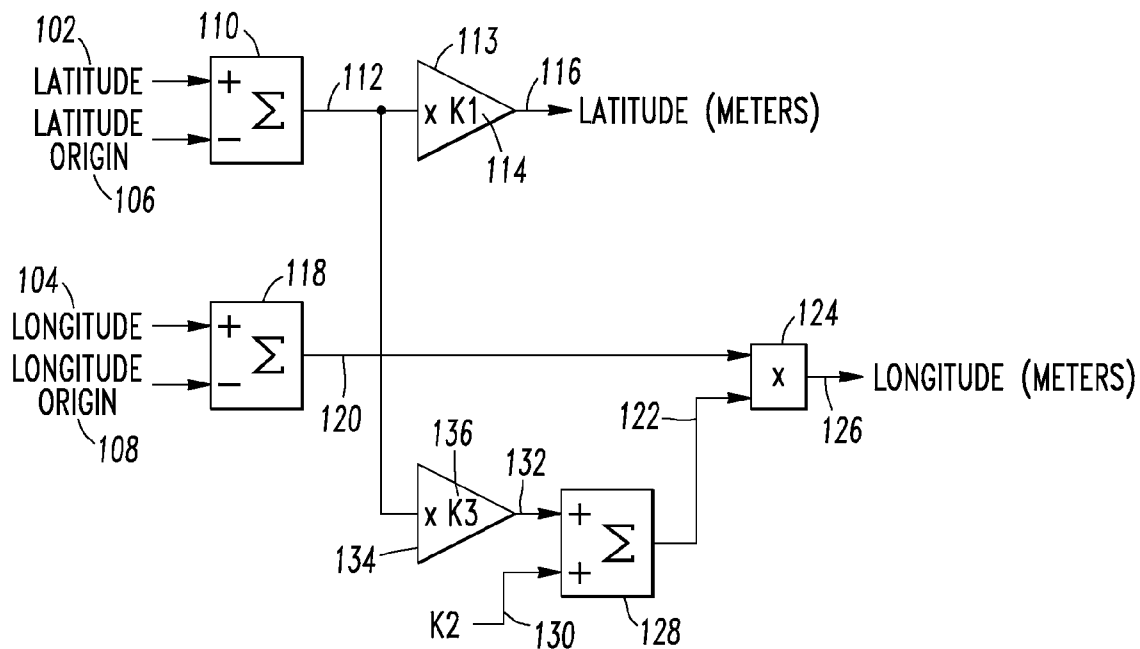 102
110
LATITUDE
+
Σ
LATITUDE
ORIGIN
−
106
112
113
x K1
114
116
LATITUDE (METERS)
104
118
LONGITUDE
+
Σ
LONGITUDE
ORIGIN
−
108
120
124
x
122
126
LONGITUDE (METERS)
136
132
x K3
134
+
Σ
+
K2
130
128